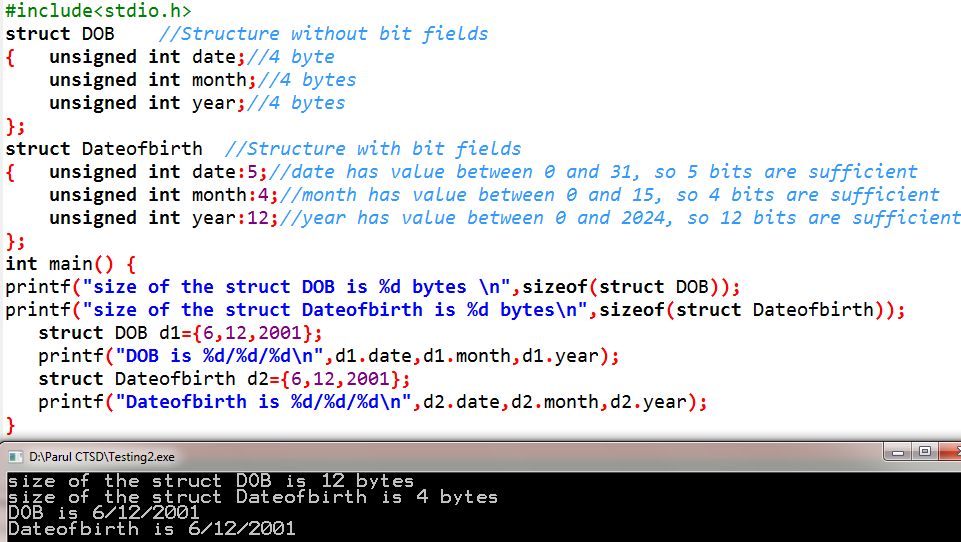 #include<stdio.h>
struct DOB    //Structure without bit fields
{   unsigned int date;//4 byte
    unsigned int month;//4 bytes
    unsigned int year;//4 bytes
};
struct Dateofbirth  //Structure with bit fields
{   unsigned int date:5;//date has value between 0 and 31, so 5 bits are sufficient
    unsigned int month:4;//month has value between 0 and 15, so 4 bits are sufficient
    unsigned int year:12;//year has value between 0 and 2024, so 12 bits are sufficient
};
int main() {
printf("size of the struct DOB is %d bytes \n",sizeof(struct DOB));
printf("size of the struct Dateofbirth is %d bytes\n",sizeof(struct Dateofbirth));
   struct DOB d1={6,12,2001};
   printf("DOB is %d/%d/%d\n",d1.date,d1.month,d1.year);
   struct Dateofbirth d2={6,12,2001};
   printf("Dateofbirth is %d/%d/%d\n",d2.date,d2.month,d2.year);
}
D:\Parul CTSD\Testing2.exe
size of the struct DOB is 12 bytes
size of the struct Dateofbirth is 4 bytes
DOB is 6/12/2001
Dateofbirth is 6/12/2001